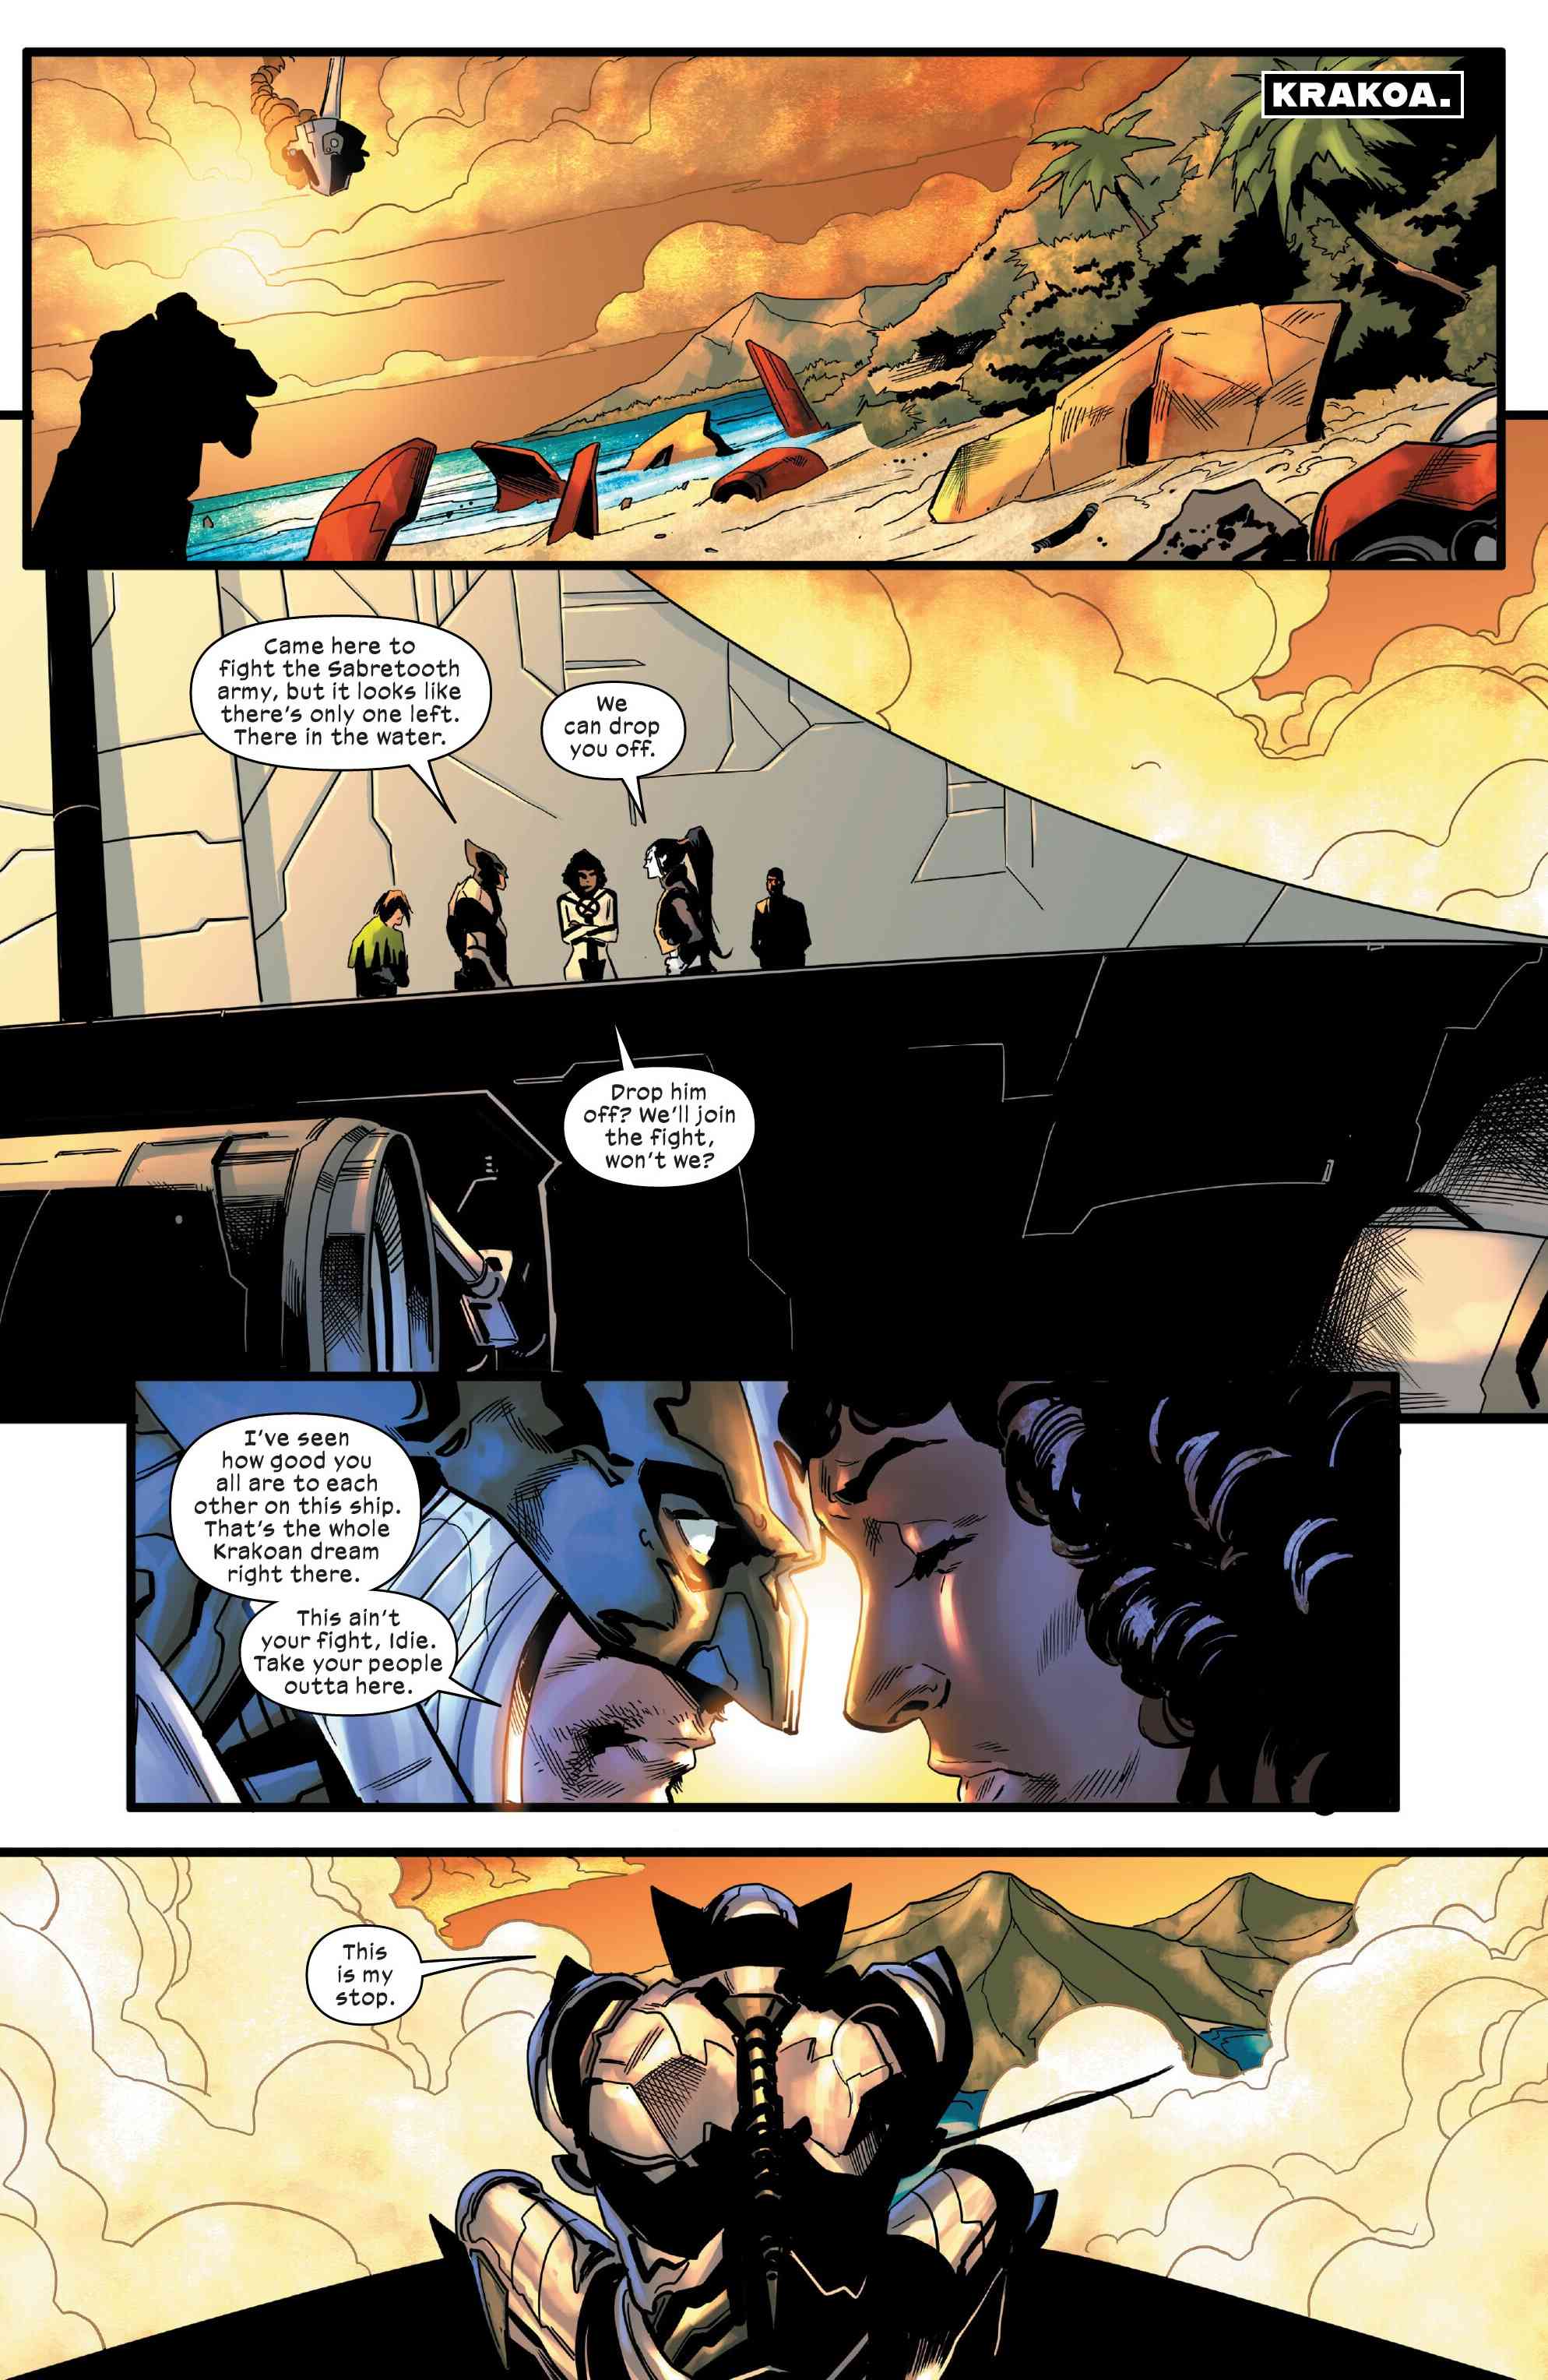 KRAKOA.
Came here to
fight the Sabretooth
army, but it looks like
there's only one left.
There in the water.
We
can drop
you off.
Drop him
off? We'll join
the fight,
won't we?
I've seen
how good you
all are to each
other on this ship.
That's the whole
Krakoan dream
right there.
This ain't
your fight, Idie.
Take your people
outta here.
This
is my
stop.